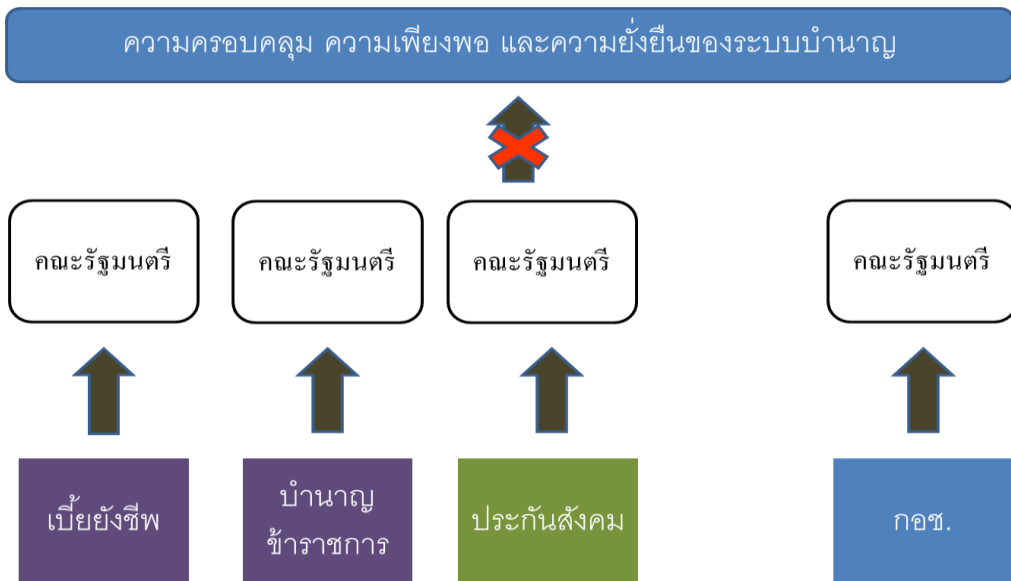 ความครอบคลุม ความเพียงพอ และความยั่งยืนของระบบบำนาญ
คณะรัฐมนตรี
คณะรัฐมนตรี
คณะรัฐมนตรี
คณะรัฐมนตรี
เบี้ยยังชีพ
บำนาญ
ข้าราชการ
ประกันสังคม
กอช.